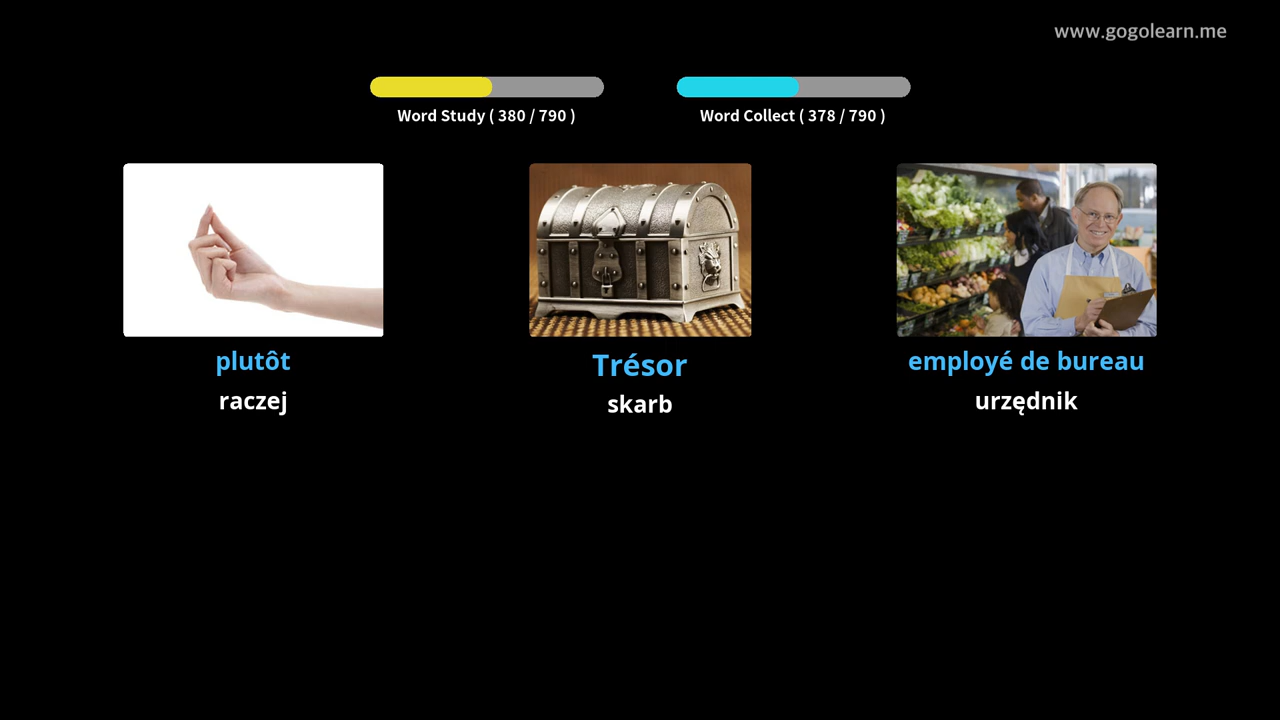 www.gogolearn.me
Word Study ( 380 / 790 )
Word Collect ( 378 / 790 )
plutôt
raczej
Trésor
skarb
employé de bureau
urzędnik